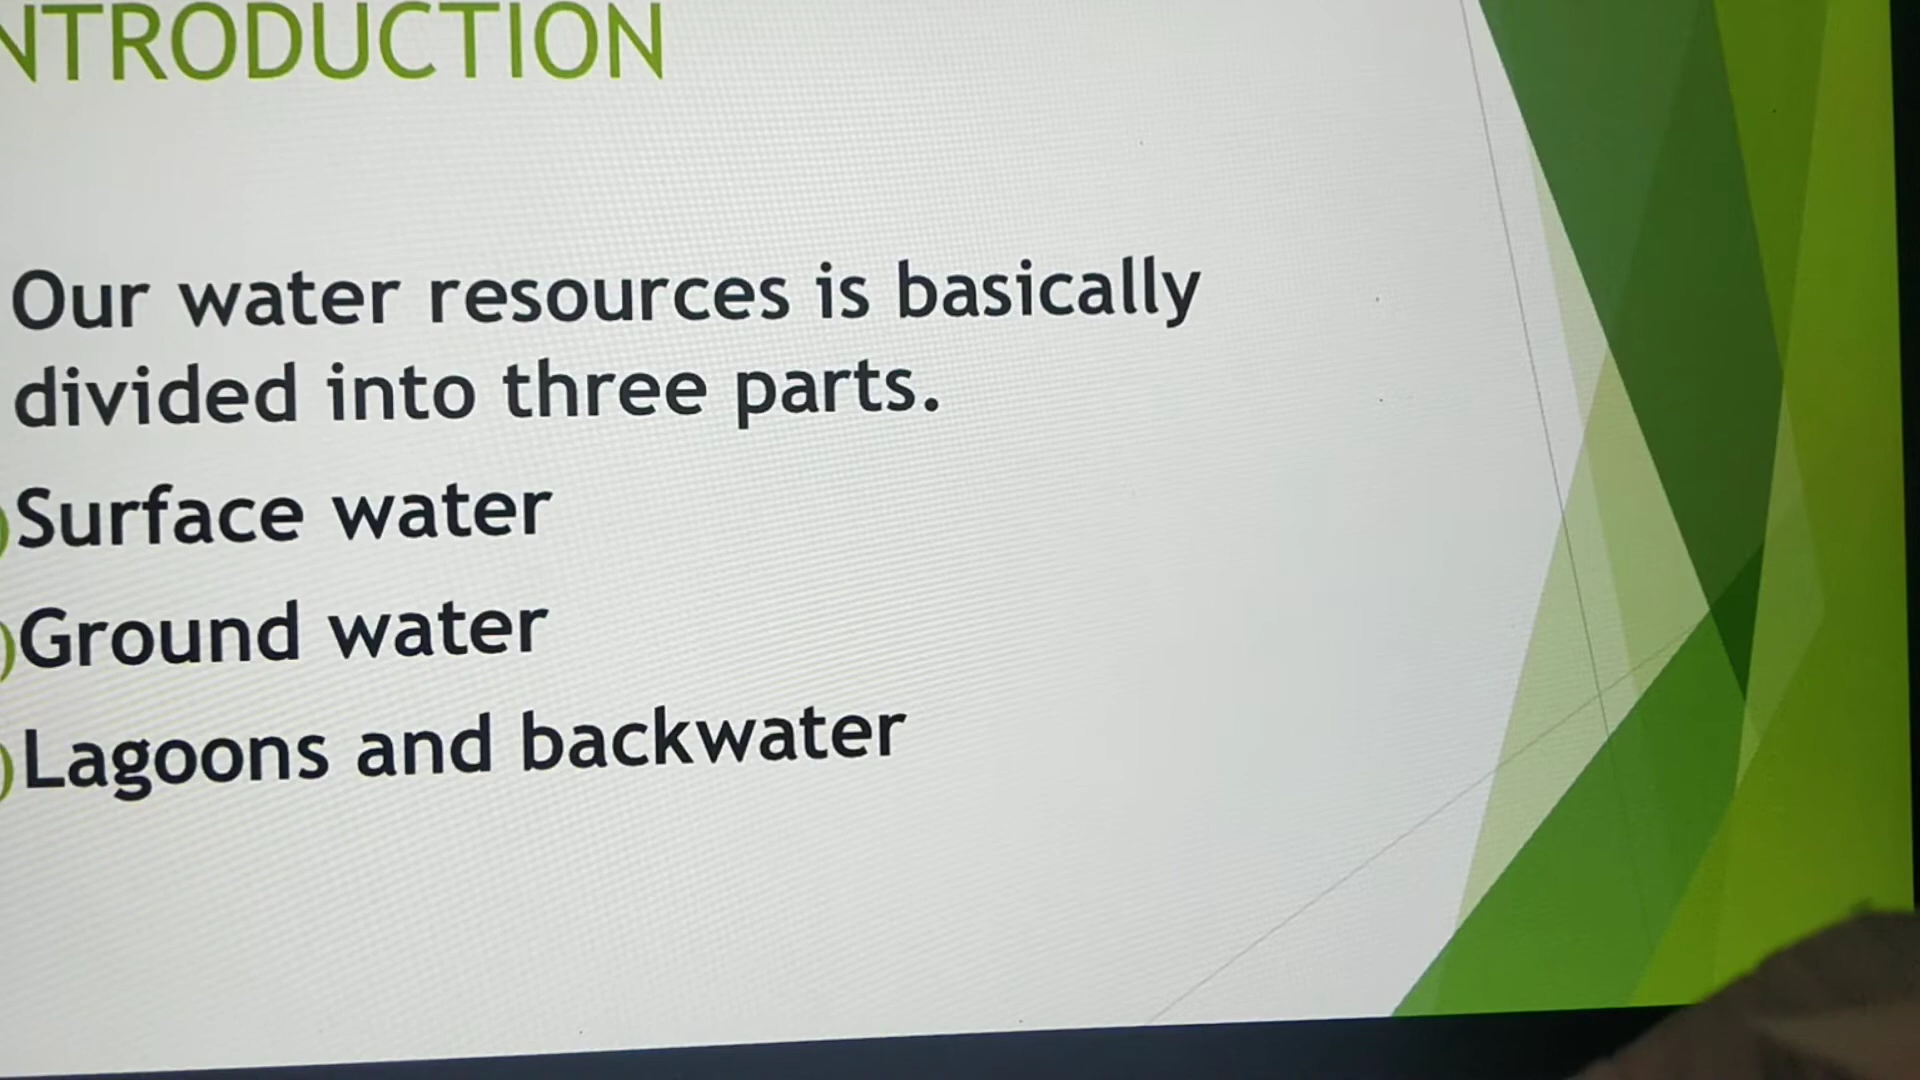 NTRODUCTION
Our water resources is basically
divided into three parts.
)Surface water
)Ground water
)Lagoons and backwater